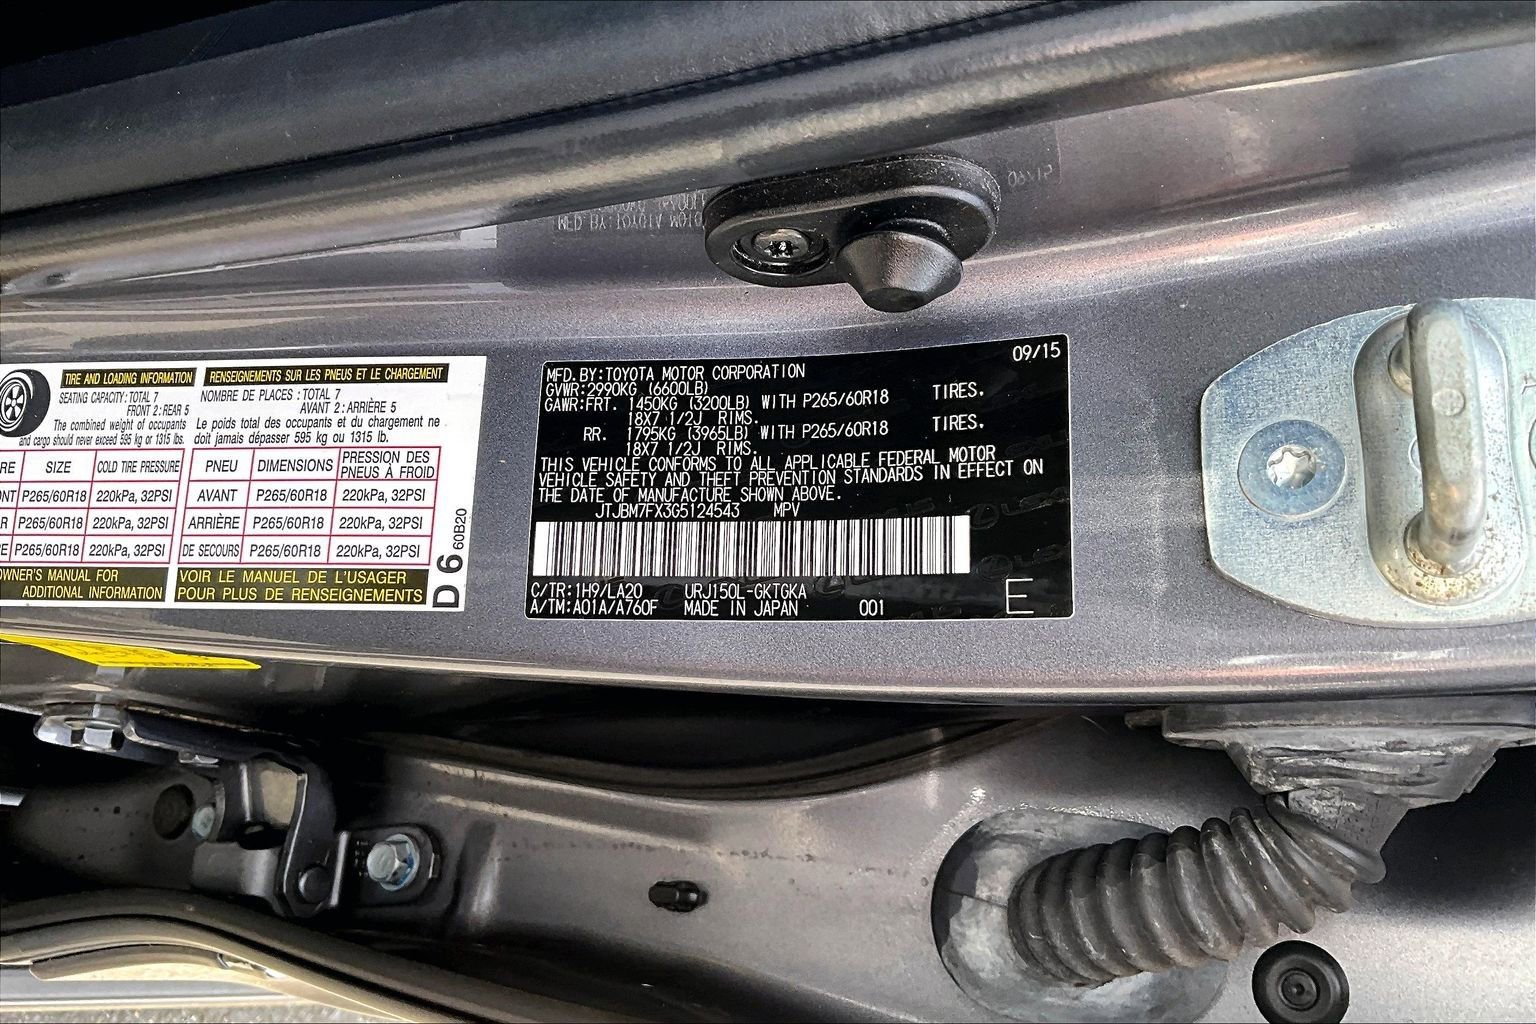 TIRE AND LOADING INFORMATION
SEATING CAPACITY: TOTAL 7
FRONT 2: REAR 5
The combined weight of occupants
and cargo should never exceed 595 kg or 1315 lbs.
SIZE COLD TIRE PRESSURE
P265/60R18 220kPa, 32PSI
P265/60R18 220kPa, 32PSI
P265/60R18 220kPa, 32PSI
OWNER'S MANUAL FOR
ADDITIONAL INFORMATION
RENSEIGNEMENTS SUR LES PNEUS ET LE CHARGEMENT
NOMBRE DE PLACES : TOTAL 7
AVANT 2: ARRIÈRE 5
Le poids total des occupants et du chargement ne
doit jamais dépasser 595 kg ou 1315 lb.
PNEU DIMENSIONS PRESSION DES
PNEUS À FROID
AVANT P265/60R18 220kPa, 32PSI
ARRIÈRE P265/60R18 220kPa, 32PSI
DE SECOURS P265/60R18 220kPa, 32PSI
VOIR LE MANUEL DE L'USAGER
POUR PLUS DE RENSEIGNEMENTS
D6 60B20
09/15
MFD. BY: TOYOTA MOTOR CORPORATION
GVWR: 2990KG (6600LB)
GAWR: FRT. 1450KG (3200LB) WITH P265/60R18 TIRES.
18X7 1/2J RIMS.
RR. 1795KG (3965LB) WITH P265/60R18 TIRES.
18X7 1/2J RIMS.
THIS VEHICLE CONFORMS TO ALL APPLICABLE FEDERAL MOTOR
VEHICLE SAFETY AND THEFT PREVENTION STANDARDS IN EFFECT ON
THE DATE OF MANUFACTURE SHOWN ABOVE.
JTJBM7FX3G5124543 MPV
C/TR: 1H9/LA20 URJ150L-GKTGKA
A/TM: A01A/A760F MADE IN JAPAN 001 E